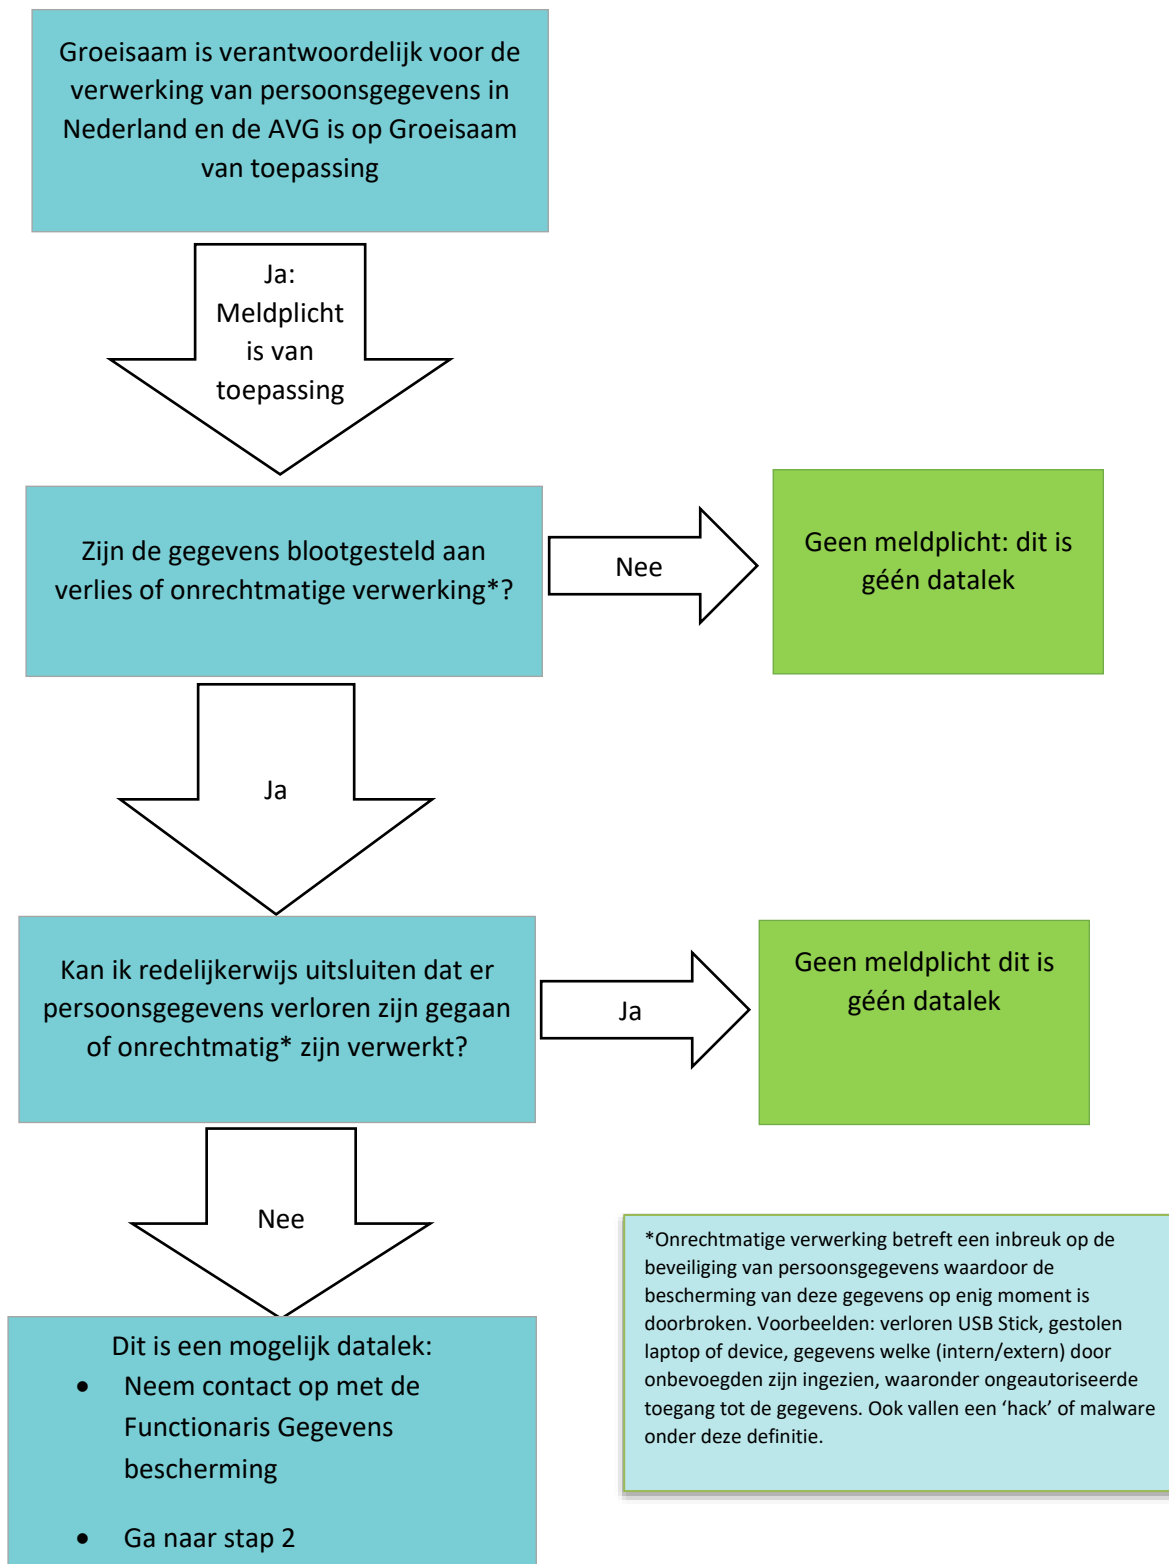 Groeisaam is verantwoordelijk voor de
verwerking van persoonsgegevens in
Nederland en de AVG is op Groeisaam
van toepassing
Ja:
Meldplicht
is van
toepassing
Zijn de gegevens blootgesteld aan
verlies of onrechtmatige verwerking*?
Nee
Geen meldplicht: dit is
géén datalek
Ja
Kan ik redelijkerwijs uitsluiten dat er
persoonsgegevens verloren zijn gegaan
of onrechtmatig* zijn verwerkt?
Ja
Geen meldplicht dit is
géén datalek
Nee
*Onrechtmatige verwerking betreft een inbreuk op de
beveiliging van persoonsgegevens waardoor de
bescherming van deze gegevens op enig moment is
doorbroken. Voorbeelden: verloren USB Stick, gestolen
laptop of device, gegevens welke (intern/extern) door
onbevoegden zijn ingezien, waaronder ongeautoriseerde
toegang tot de gegevens. Ook vallen een ‘hack’ of malware
onder deze definitie.
Dit is een mogelijk datalek:
• Neem contact op met de
Functionaris Gegevens
bescherming
• Ga naar stap 2